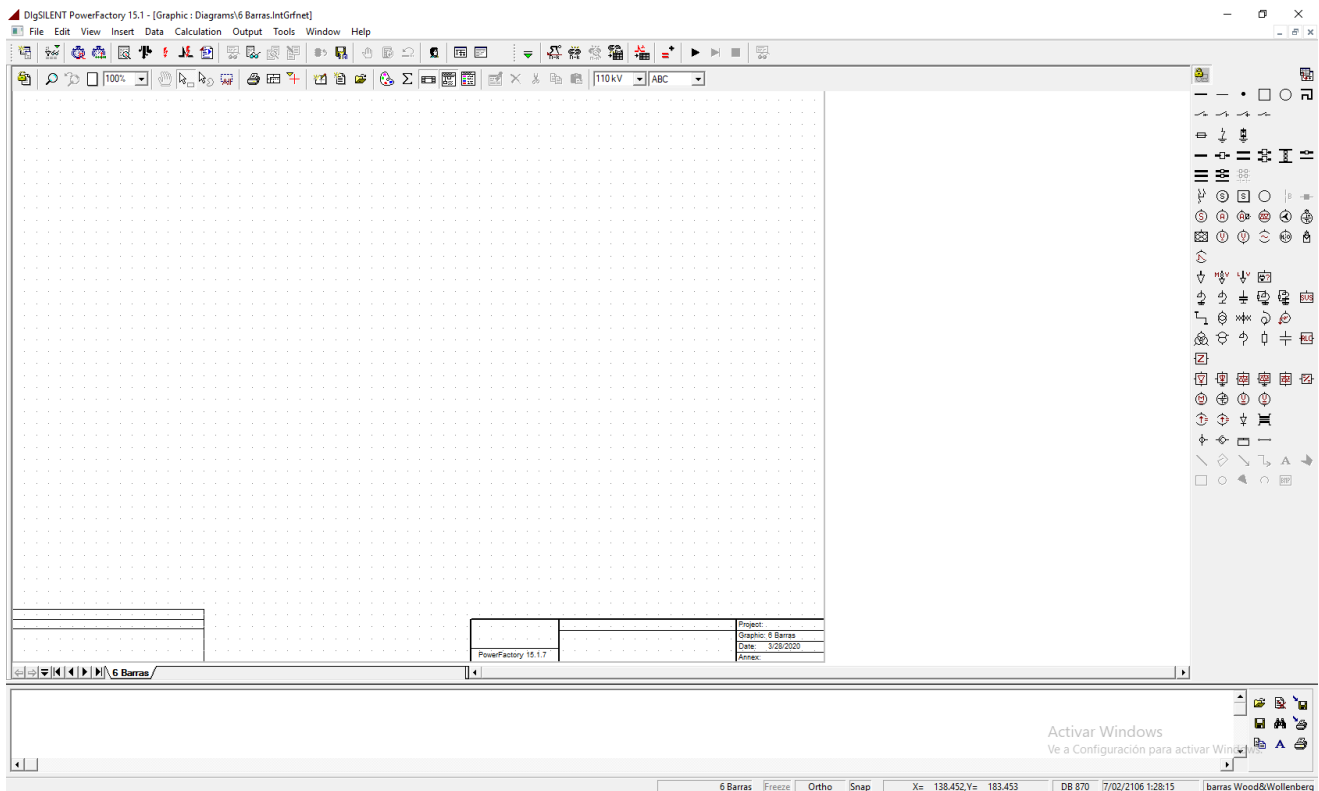 DIgSILENT PowerFactory 15.1 - [Graphic : Diagrams\6 Barras.IntGrfnet]
File Edit View Insert Data Calculation Output Tools Window Help
100%
110 kV ABC
Project:
Graphic: 6 Barras
PowerFactory 15.1.7
Date: 3/28/2020
Annex:
6 Barras
Activar Windows
Ve a Configuración para activar Windows.
6 Barras Freeze Ortho Snap X= 138.452,Y= 183.453 DB 870 7/02/2106 1:28:15 barras Wood&Wollenberg